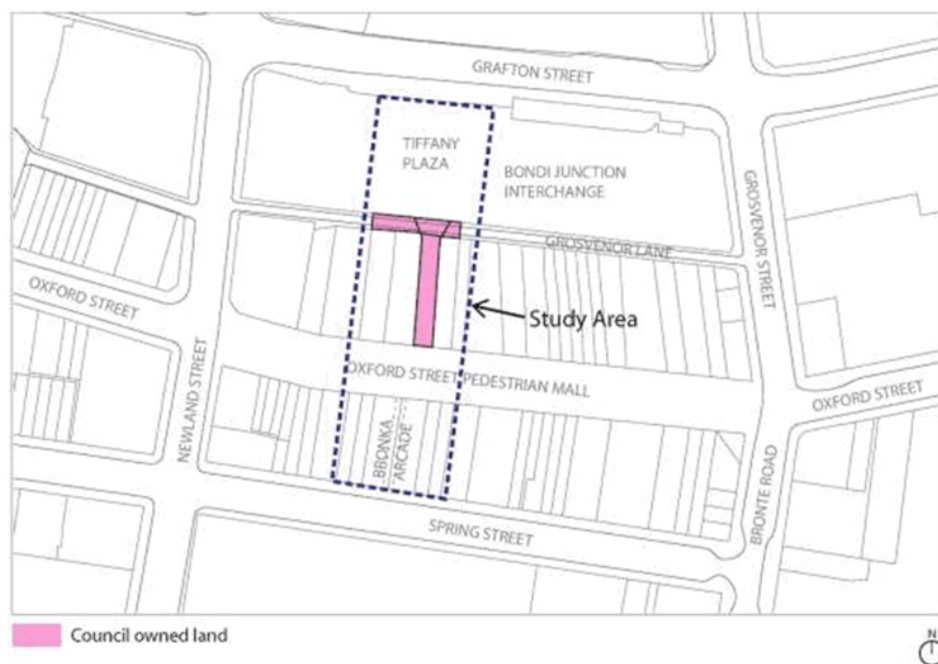 GRAFTON STREET
TIFFANY
PLAZA
BONDI JUNCTION
INTERCHANGE
GROSVENOR STREET
GROSVENOR LANE
OXFORD STREET
Study Area
NEWLAND STREET
OXFORD STREET PEDESTRIAN MALL
OXFORD STREET
BRONKA
ARCADE
BRONTE ROAD
SPRING STREET
Council owned land
N